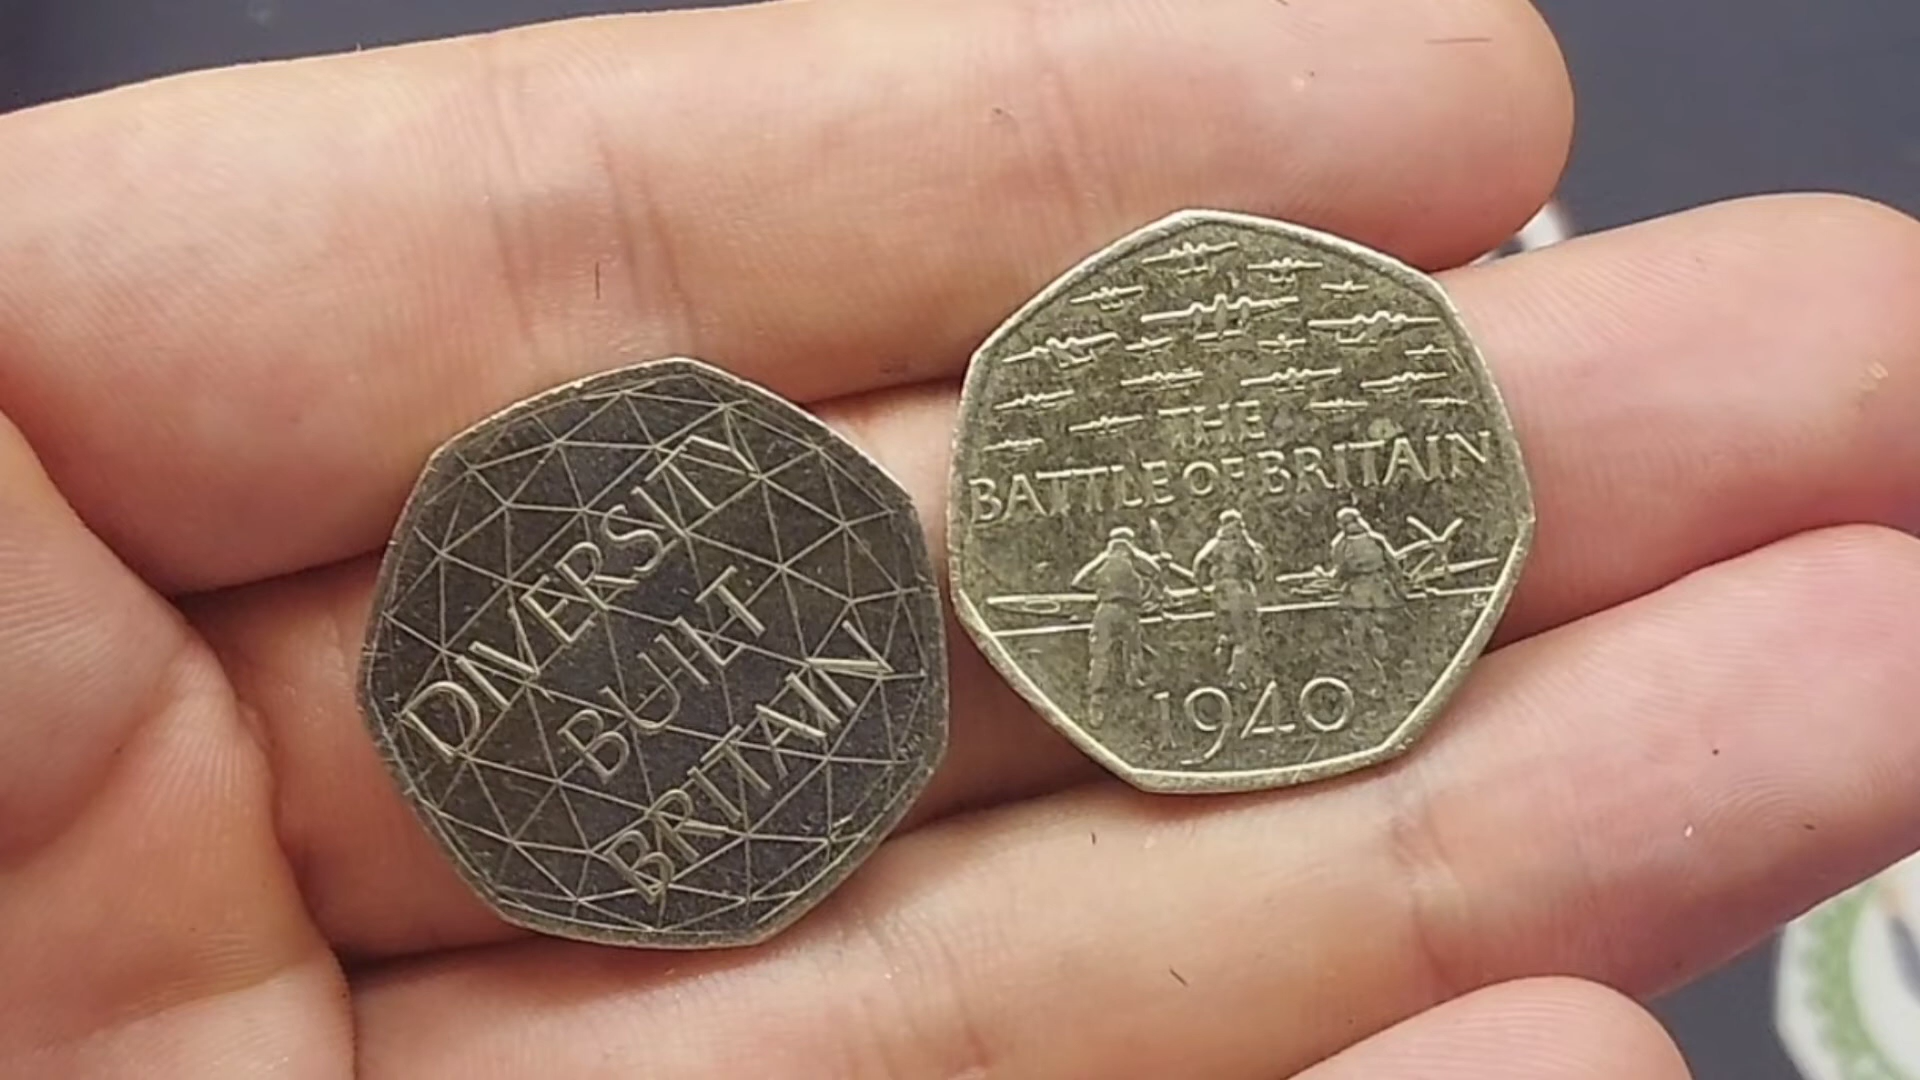 DIVERSITY
BUILT
BRITAIN
THE
BATTLE OF BRITAIN
1940